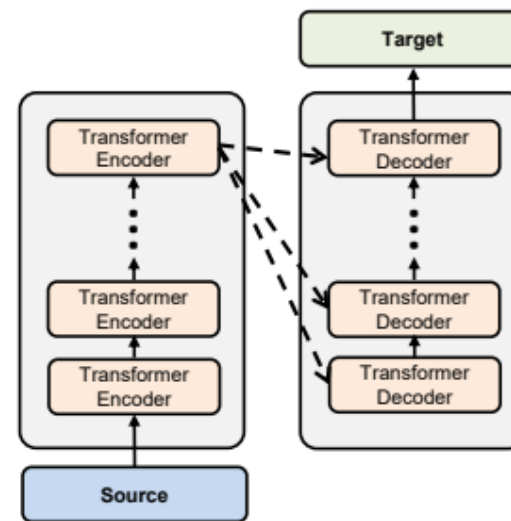 Target
Transformer
Encoder
Transformer
Encoder
Transformer
Encoder
Source
Transformer
Decoder
Transformer
Decoder
Transformer
Decoder